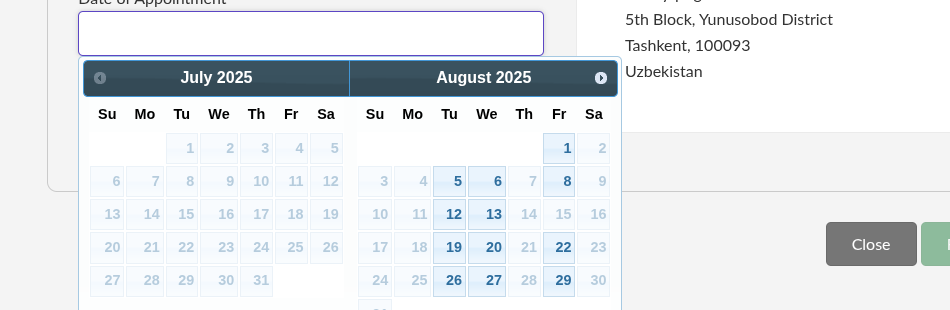 Date of Appointment
5th Block, Yunusobod District
Tashkent, 100093
Uzbekistan
July 2025
Su Mo Tu We Th Fr Sa
1 2 3 4 5
6 7 8 9 10 11 12
13 14 15 16 17 18 19
20 21 22 23 24 25 26
27 28 29 30 31
August 2025
Su Mo Tu We Th Fr Sa
1 2
3 4 5 6 7 8 9
10 11 12 13 14 15 16
17 18 19 20 21 22 23
24 25 26 27 28 29 30
31
Close